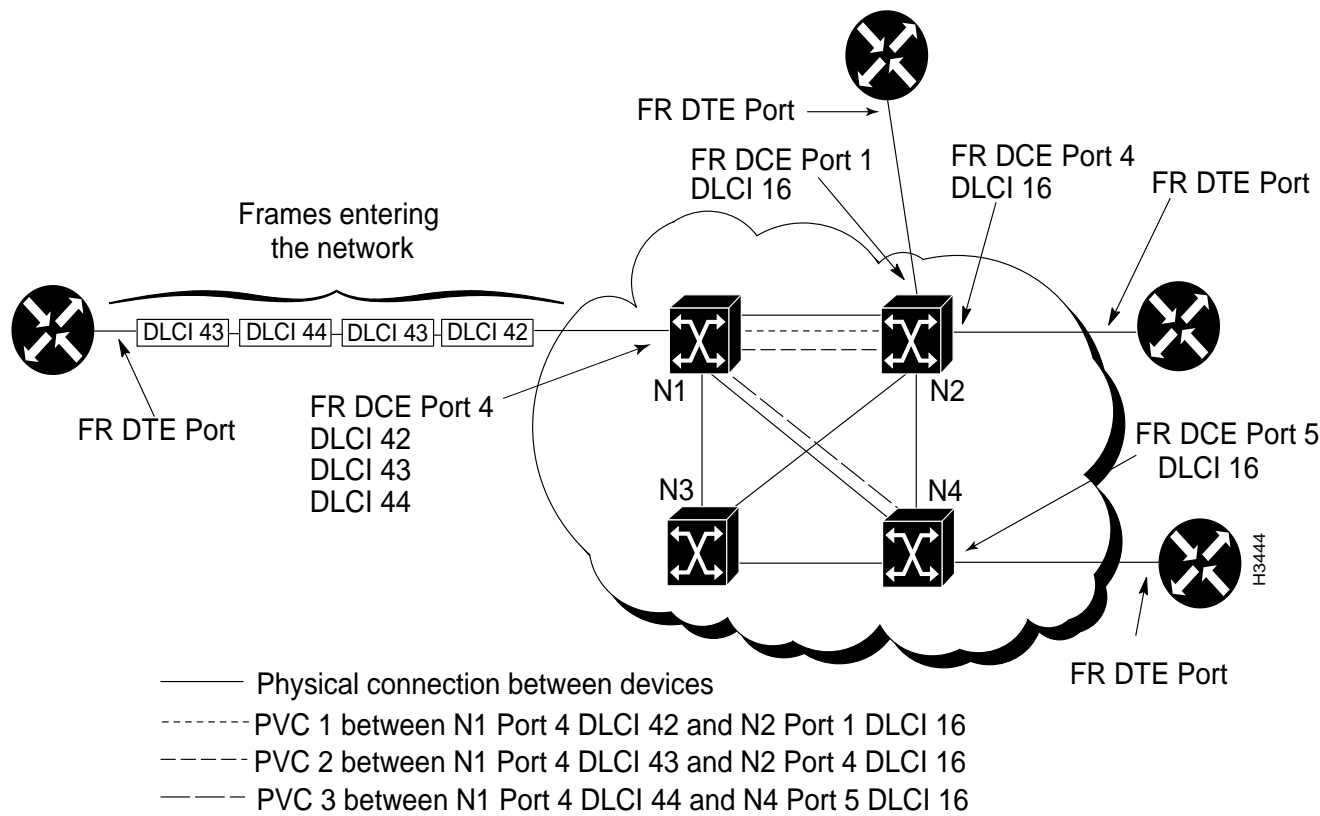 FR DTE Port
FR DCE Port 1
DLCI 16
FR DCE Port 4
DLCI 16
FR DTE Port
Frames entering
the network
DLCI 43
DLCI 44
DLCI 43
DLCI 42
FR DTE Port
FR DCE Port 4
DLCI 42
DLCI 43
DLCI 44
N1
N2
N3
N4
FR DCE Port 5
DLCI 16
H3444
FR DTE Port
Physical connection between devices
PVC 1 between N1 Port 4 DLCI 42 and N2 Port 1 DLCI 16
PVC 2 between N1 Port 4 DLCI 43 and N2 Port 4 DLCI 16
PVC 3 between N1 Port 4 DLCI 44 and N4 Port 5 DLCI 16